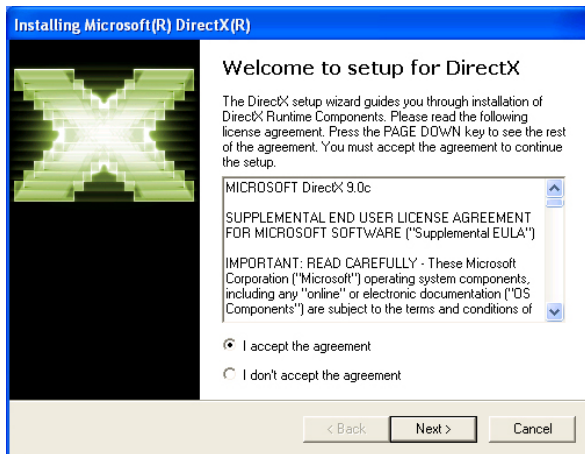 Installing Microsoft(R) DirectX(R)
Welcome to setup for DirectX
The DirectX setup wizard guides you through installation of
DirectX Runtime Components. Please read the following
license agreement. Press the PAGE DOWN key to see the rest
of the agreement. You must accept the agreement to continue
the setup.
MICROSOFT DirectX 9.0c
SUPPLEMENTAL END USER LICENSE AGREEMENT
FOR MICROSOFT SOFTWARE ("Supplemental EULA")
IMPORTANT: READ CAREFULLY - These Microsoft
Corporation ("Microsoft") operating system components,
including any "online" or electronic documentation ("OS
Components") are subject to the terms and conditions of
I accept the agreement
I don't accept the agreement
< Back Next > Cancel